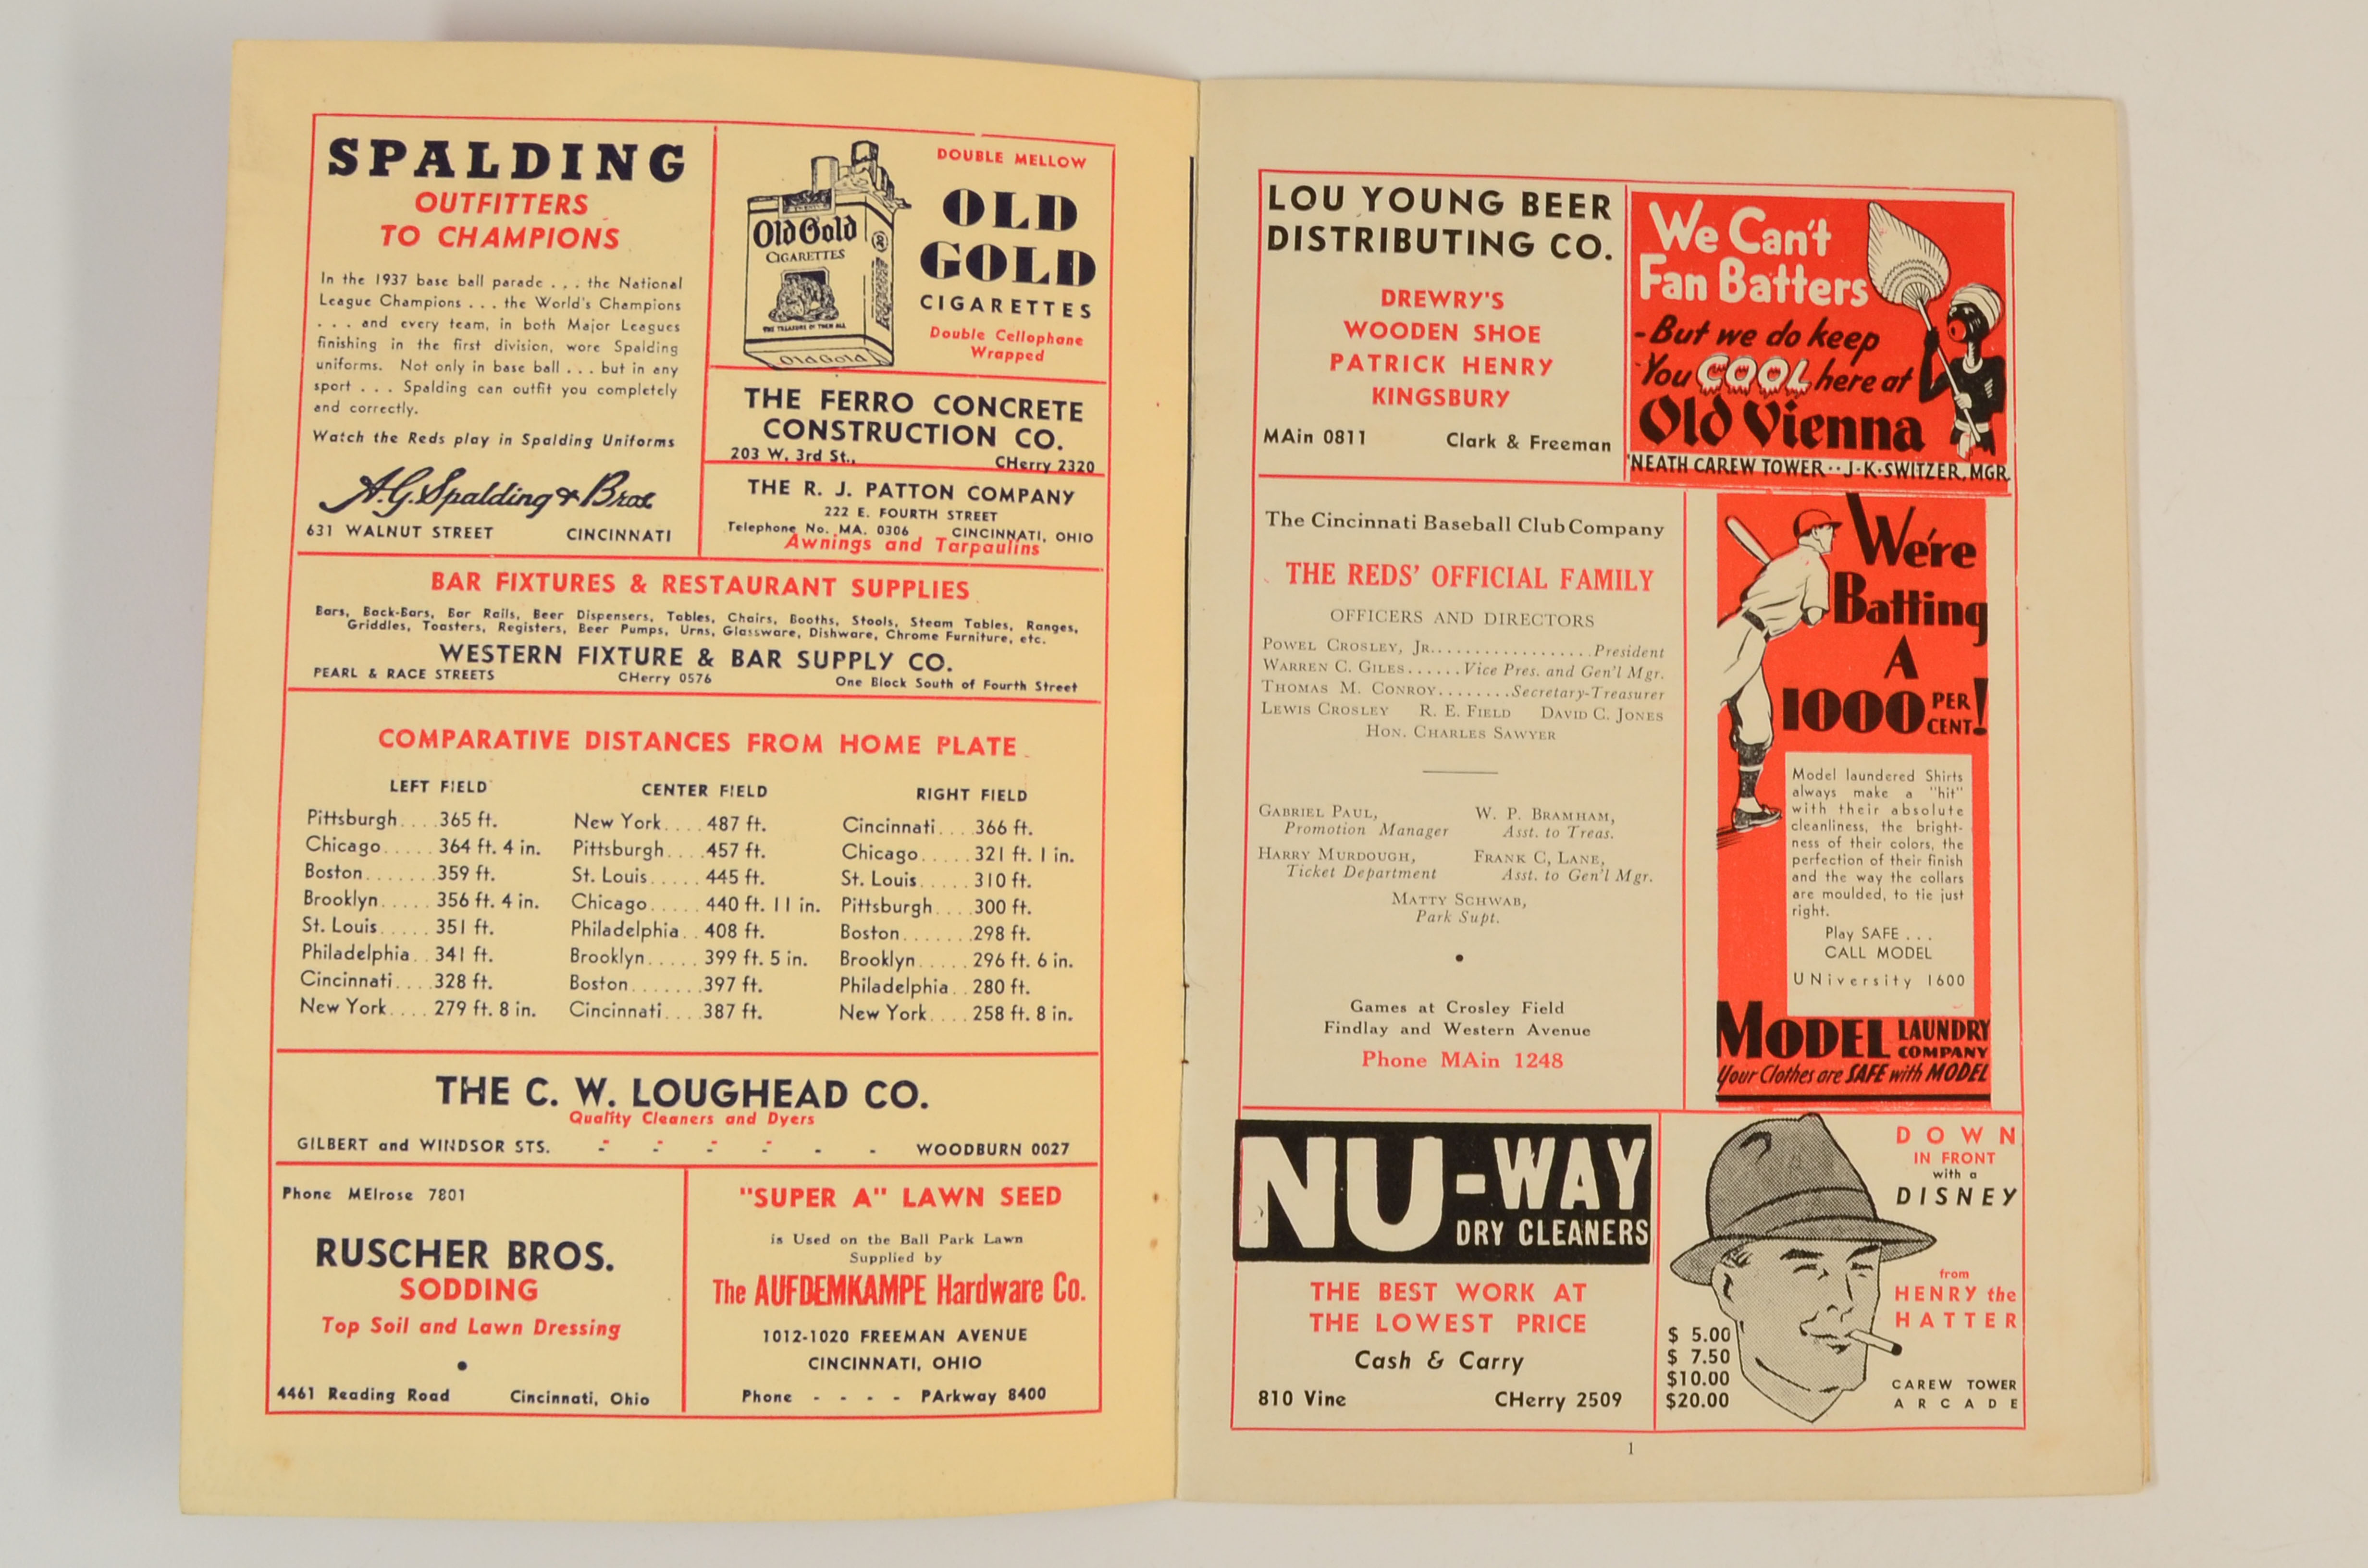 SPALDING
OUTFITTERS
TO CHAMPIONS
In the 1937 base ball parade . . . the National
League Champions . . . the World's Champions
. . . and every team, in both Major Leagues
finishing in the first division, wore Spalding
uniforms. Not only in base ball . . . but in any
sport . . . Spalding can outfit you completely
and correctly.
Watch the Reds play in Spalding Uniforms
A.G. Spalding & Bros.
631 WALNUT STREET CINCINNATI
DOUBLE MELLOW
OLD
GOLD
CIGARETTES
Double Cellophane
Wrapped
Old Gold
CIGARETTES
THE TREASURE OF THEM ALL
Old Gold
THE FERRO CONCRETE
CONSTRUCTION CO.
203 W. 3rd St., CHerry 2320
THE R. J. PATTON COMPANY
222 E. FOURTH STREET
Telephone No. MA. 0306 CINCINNATI, OHIO
Awnings and Tarpaulins
BAR FIXTURES & RESTAURANT SUPPLIES
Bars, Back-Bars, Bar Rails, Beer Dispensers, Tables, Chairs, Booths, Stools, Steam Tables, Ranges,
Griddles, Toasters, Registers, Beer Pumps, Urns, Glassware, Dishware, Chrome Furniture, etc.
WESTERN FIXTURE & BAR SUPPLY CO.
PEARL & RACE STREETS CHerry 0576 One Block South of Fourth Street
COMPARATIVE DISTANCES FROM HOME PLATE
LEFT FIELD CENTER FIELD RIGHT FIELD
Pittsburgh....365 ft. New York....487 ft. Cincinnati....366 ft.
Chicago.....364 ft. 4 in. Pittsburgh....457 ft. Chicago.....321 ft. 1 in.
Boston.......359 ft. St. Louis.....445 ft. St. Louis.....310 ft.
Brooklyn.....356 ft. 4 in. Chicago.....440 ft. 11 in. Pittsburgh....300 ft.
St. Louis.....351 ft. Philadelphia..408 ft. Boston.......298 ft.
Philadelphia..341 ft. Brooklyn.....399 ft. 5 in. Brooklyn.....296 ft. 6 in.
Cincinnati....328 ft. Boston.......397 ft. Philadelphia..280 ft.
New York....279 ft. 8 in. Cincinnati....387 ft. New York....258 ft. 8 in.
THE C. W. LOUGHEAD CO.
Quality Cleaners and Dyers
GILBERT and WINDSOR STS. - - - - - - WOODBURN 0027
Phone MElrose 7801
RUSCHER BROS.
SODDING
Top Soil and Lawn Dressing
4461 Reading Road Cincinnati, Ohio
"SUPER A" LAWN SEED
is Used on the Ball Park Lawn
Supplied by
The AUFDEMKAMPE Hardware Co.
1012-1020 FREEMAN AVENUE
CINCINNATI, OHIO
Phone - - - - PArkway 8400
LOU YOUNG BEER
DISTRIBUTING CO.
DREWRY'S
WOODEN SHOE
PATRICK HENRY
KINGSBURY
MAin 0811 Clark & Freeman
We Can't
Fan Batters
-But we do keep
You COOL here at
Old Vienna
'NEATH CAREW TOWER··J·K·SWITZER, MGR.
The Cincinnati Baseball Club Company
THE REDS' OFFICIAL FAMILY
OFFICERS AND DIRECTORS
POWEL CROSLEY, JR..................President
WARREN C. GILES......Vice Pres. and Gen'l Mgr.
THOMAS M. CONROY........Secretary-Treasurer
LEWIS CROSLEY R. E. FIELD DAVID C. JONES
HON. CHARLES SAWYER
GABRIEL PAUL, W. P. BRAMHAM,
Promotion Manager Asst. to Treas.
HARRY MURDOUGH, FRANK C, LANE,
Ticket Department Asst. to Gen'l Mgr.
MATTY SCHWAB,
Park Supt.
Games at Crosley Field
Findlay and Western Avenue
Phone MAin 1248
We're
Batting
A
1000 PER CENT!
Model laundered Shirts
always make a "hit"
with their absolute
cleanliness, the bright-
ness of their colors, the
perfection of their finish
and the way the collars
are moulded, to tie just
right.
Play SAFE . . .
CALL MODEL
UNiversity 1600
MODEL LAUNDRY COMPANY
Your Clothes are SAFE with MODEL
NU-WAY
DRY CLEANERS
THE BEST WORK AT
THE LOWEST PRICE
Cash & Carry
810 Vine CHerry 2509
DOWN
IN FRONT
with a
DISNEY
from
HENRY the
HATTER
$ 5.00
$ 7.50
$10.00
$20.00
CAREW TOWER
ARCADE
1